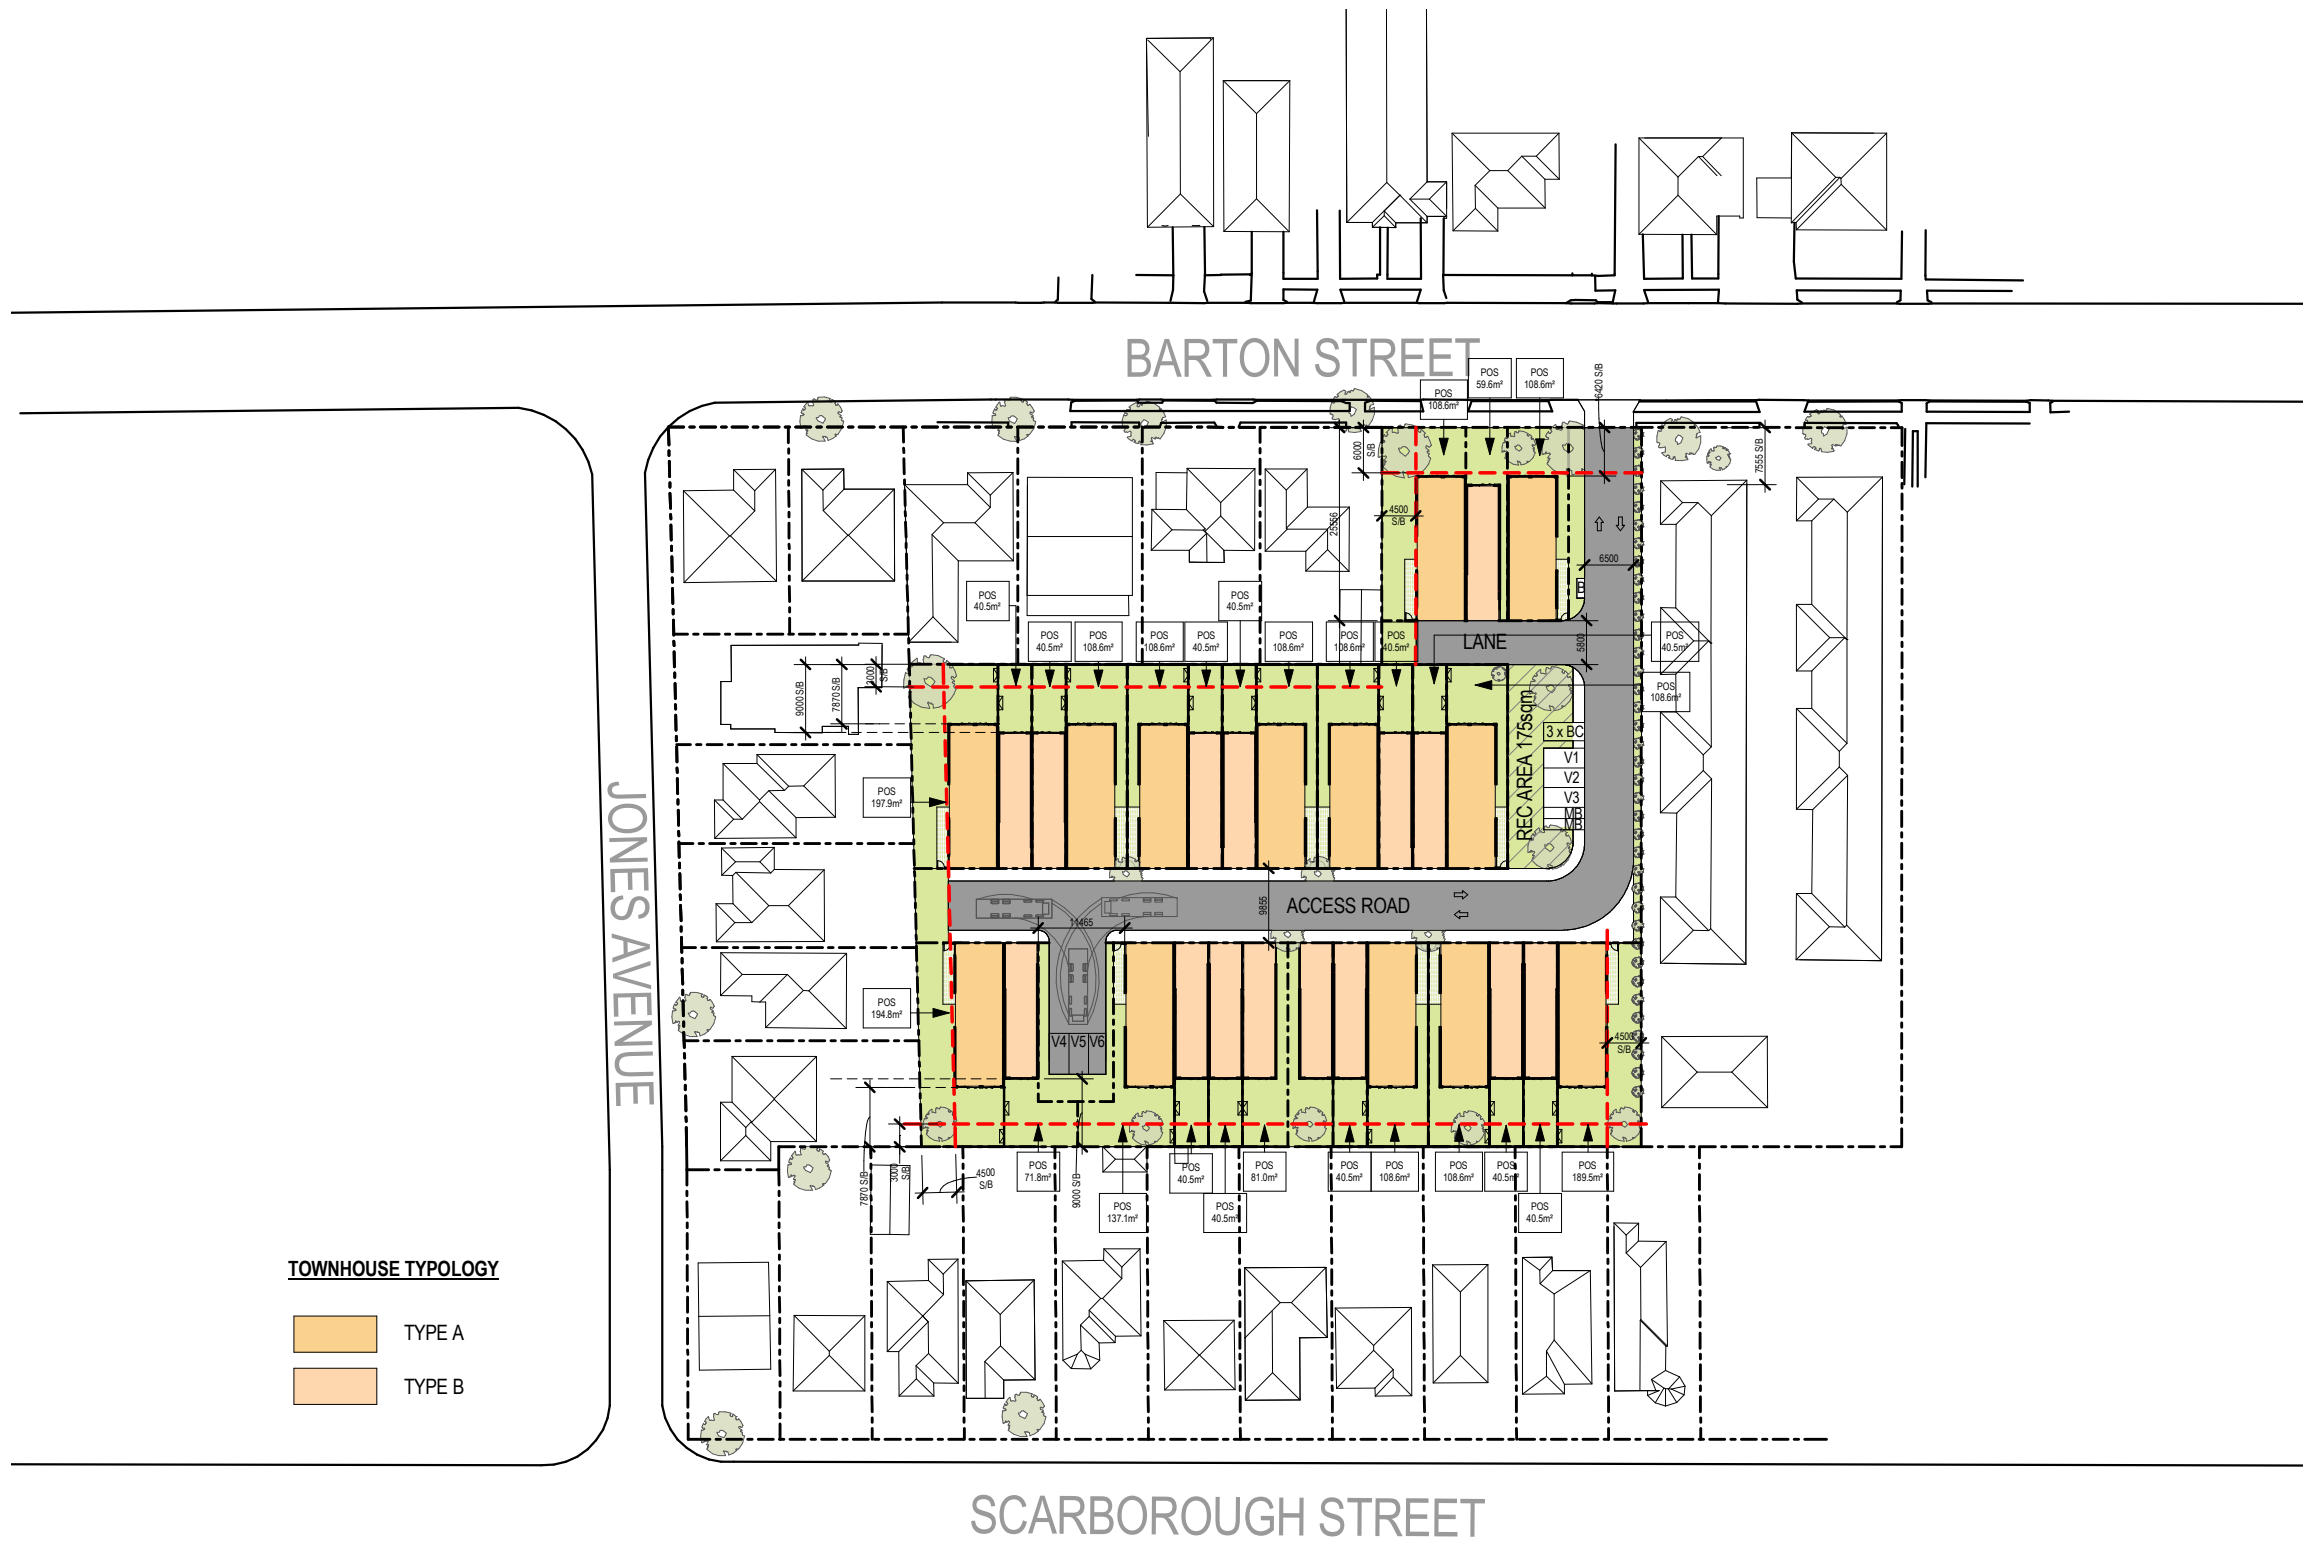 BARTON STREET
POS
59.6m²
POS
108.6m²
POS
108.6m²
6420 S/B
6000
S/B
7555 S/B
25556
4500
S/B
6500
B
POS
40.5m²
POS
40.5m²
POS
40.5m²
POS
108.6m²
POS
108.6m²
POS
40.5m²
POS
108.6m²
POS
108.6m²
POS
40.5m²
LANE
5800
POS
40.5m²
POS
108.6m²
9000 S/B
7870 S/B
3000
S/B
REC AREA 175sqm
3 x BC
V1
V2
V3
MB
MB
POS
197.9m²
JONES AVENUE
ACCESS ROAD
9855
11465
POS
194.8m²
V4
V5
V6
4500
S/B
7870 S/B
3000
S/B
4500
S/B
9000 S/B
POS
71.8m²
POS
137.1m²
POS
40.5m²
POS
40.5m²
POS
81.0m²
POS
40.5m²
POS
108.6m²
POS
108.6m²
POS
40.5m²
POS
40.5m²
POS
189.5m²
TOWNHOUSE TYPOLOGY
TYPE A
TYPE B
SCARBOROUGH STREET